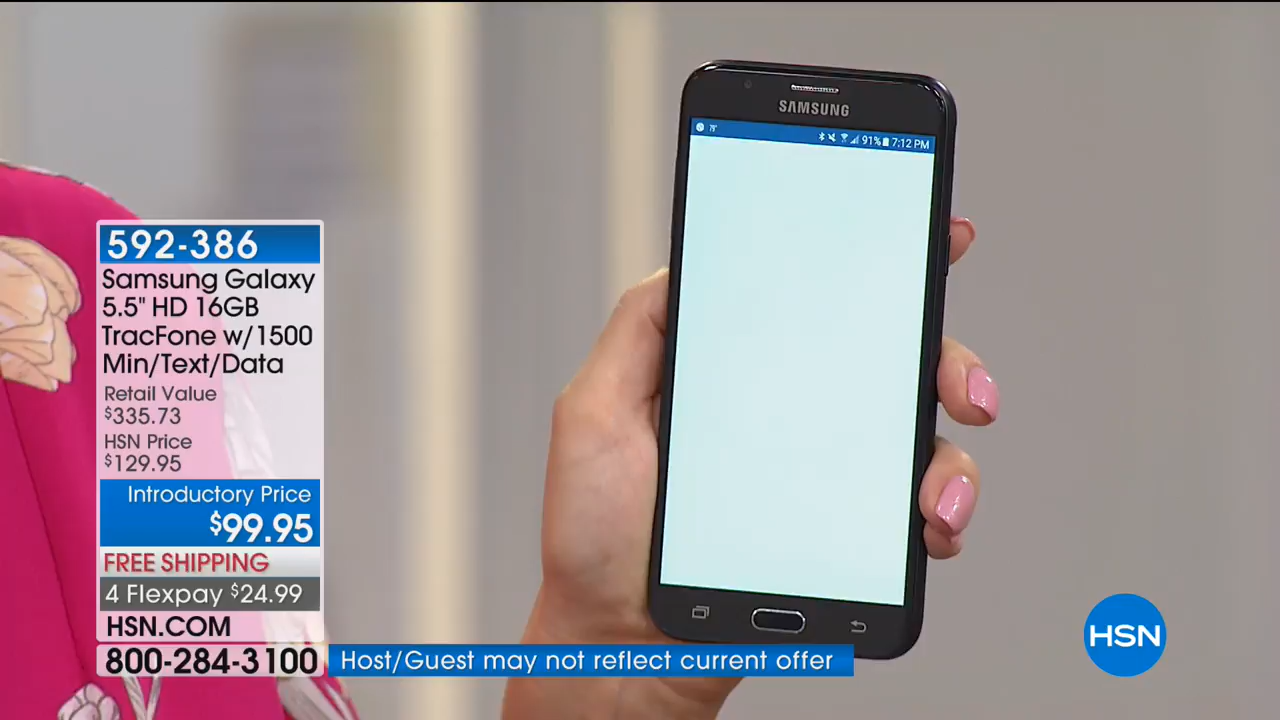 592-386
Samsung Galaxy
5.5" HD 16GB
TracFone w/1500
Min/Text/Data
Retail Value
$335.73
HSN Price
$129.95
Introductory Price
$99.95
FREE SHIPPING
4 Flexpay $24.99
HSN.COM
800-284-3100
Host/Guest may not reflect current offer
SAMSUNG
75° 91% 7:12 PM
HSN